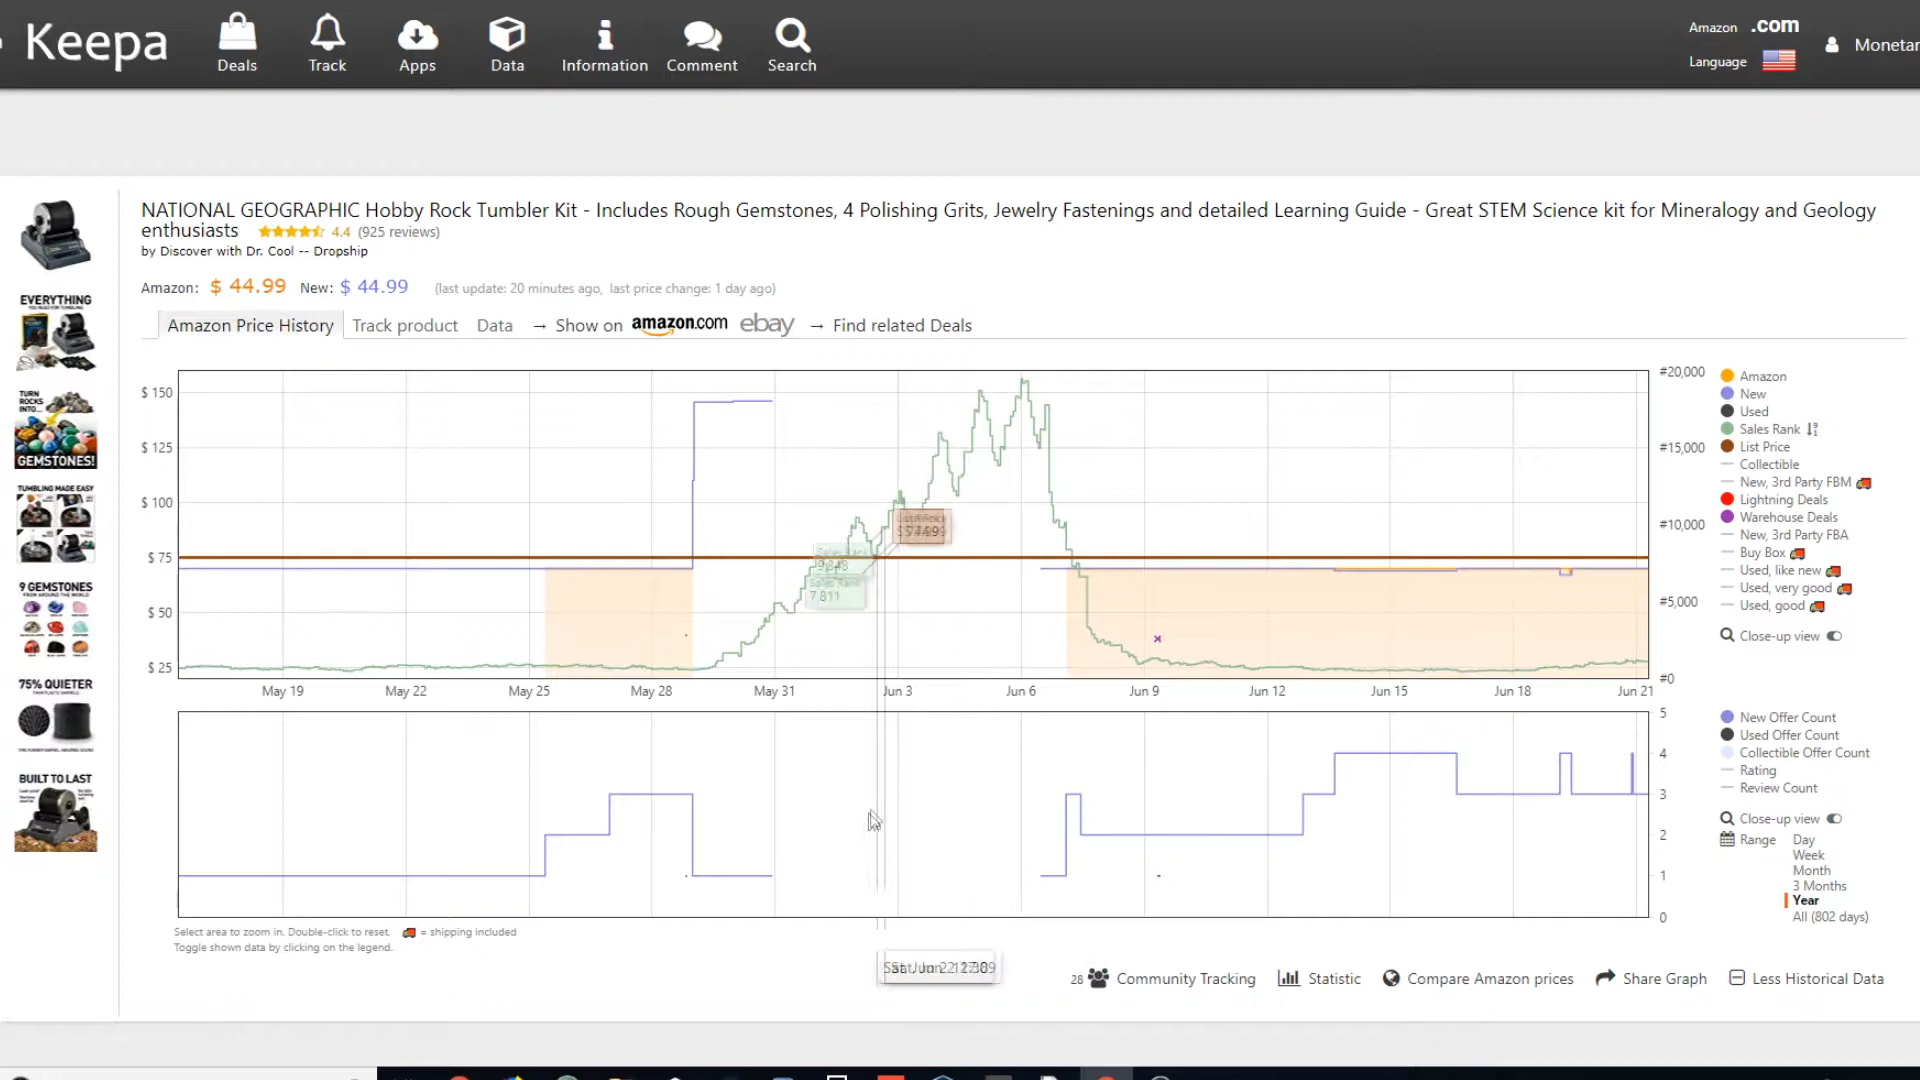 Keepa
Deals
Track
Apps
Data
Information
Comment
Search
Amazon .com
Language
Monetar
NATIONAL GEOGRAPHIC Hobby Rock Tumbler Kit - Includes Rough Gemstones, 4 Polishing Grits, Jewelry Fastenings and detailed Learning Guide - Great STEM Science kit for Mineralogy and Geology
enthusiasts 4.4 (925 reviews)
by Discover with Dr. Cool -- Dropship
Amazon: $ 44.99 New: $ 44.99 (last update: 20 minutes ago, last price change: 1 day ago)
Amazon Price History Track product Data → Show on amazon.com ebay → Find related Deals
EVERYTHING
TURN
ROCKS
INTO...
GEMSTONES!
TUMBLING MADE EASY
9 GEMSTONES
75% QUIETER
BUILT TO LAST
$ 150
$ 125
$ 100
$ 75
$ 50
$ 25
#20,000
#15,000
#10,000
#5,000
#0
Sales Rank
Sales Rank
7,811
May 19
May 22
May 25
May 28
May 31
Jun 3
Jun 6
Jun 9
Jun 12
Jun 15
Jun 18
Jun 21
Amazon
New
Used
Sales Rank
List Price
Collectible
New, 3rd Party FBM
Lightning Deals
Warehouse Deals
New, 3rd Party FBA
Buy Box
Used, like new
Used, very good
Used, good
Close-up view
5
4
3
2
1
0
New Offer Count
Used Offer Count
Collectible Offer Count
Rating
Review Count
Close-up view
Range
Day
Week
Month
3 Months
Year
All (802 days)
Select area to zoom in. Double-click to reset. = shipping included
Toggle shown data by clicking on the legend.
28 Community Tracking
Statistic
Compare Amazon prices
Share Graph
Less Historical Data